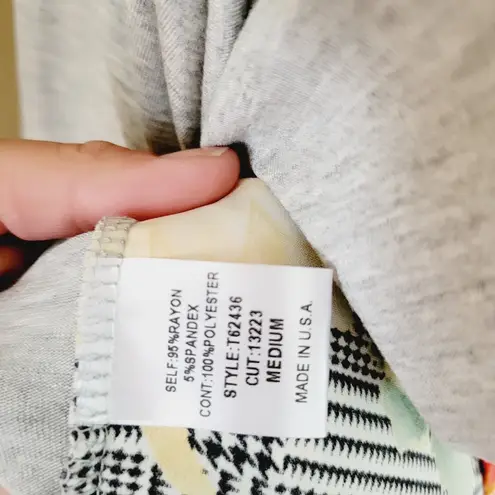 SELF:95%RAYON
5%SPANDEX
CONT:100%POLYESTER
STYLE:T62436
CUT:13223
MEDIUM
MADE IN U.S.A.